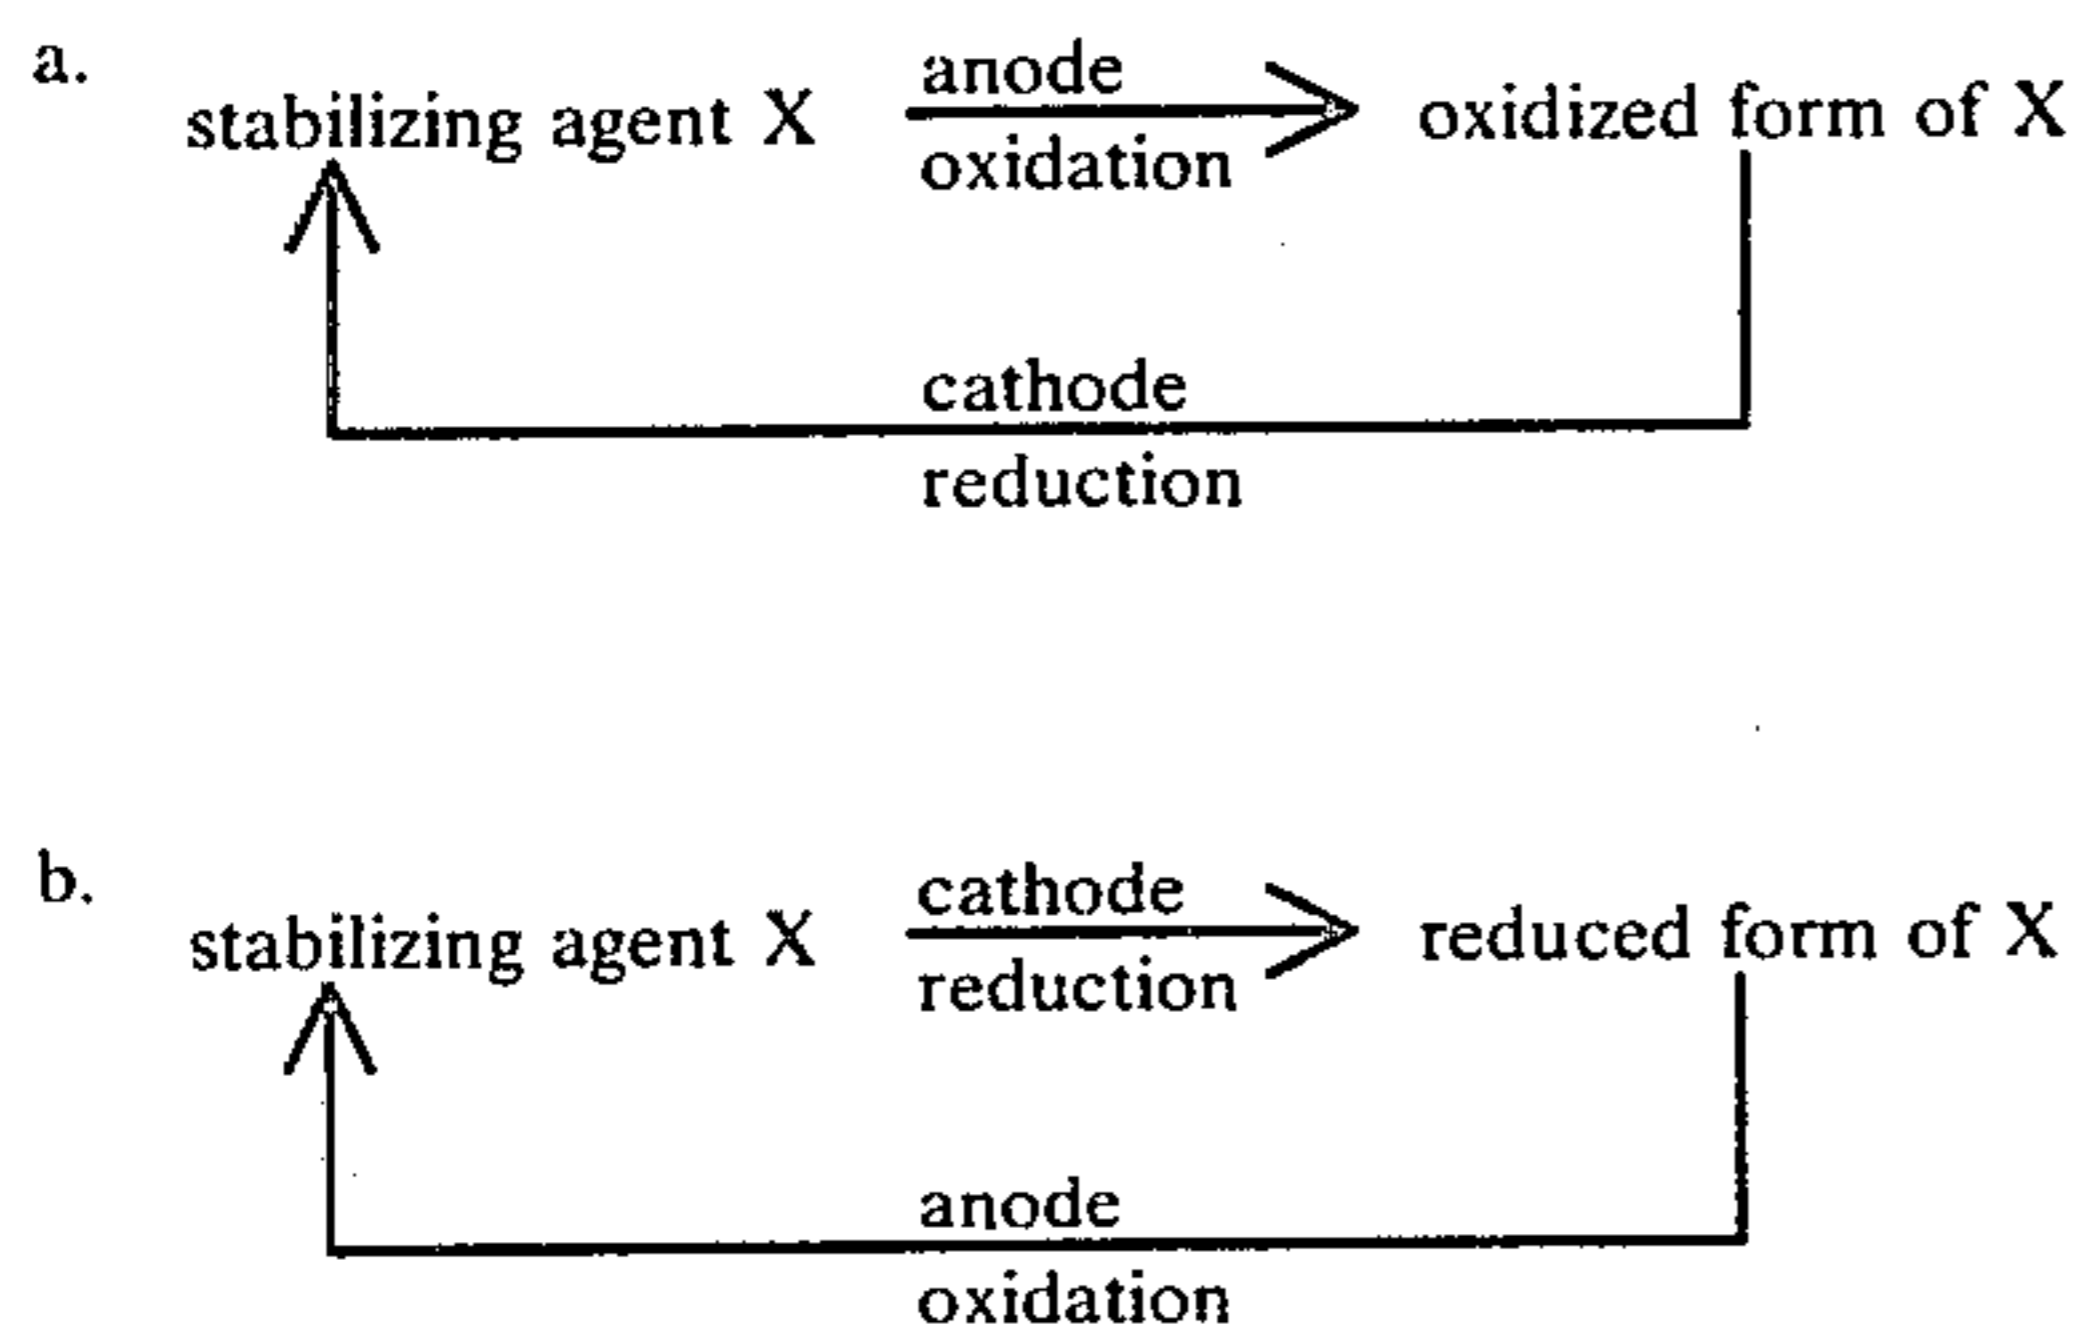 a.
stabilizing agent X
anode
oxidation
oxidized form of X
cathode
reduction
b.
stabilizing agent X
cathode
reduction
reduced form of X
anode
oxidation